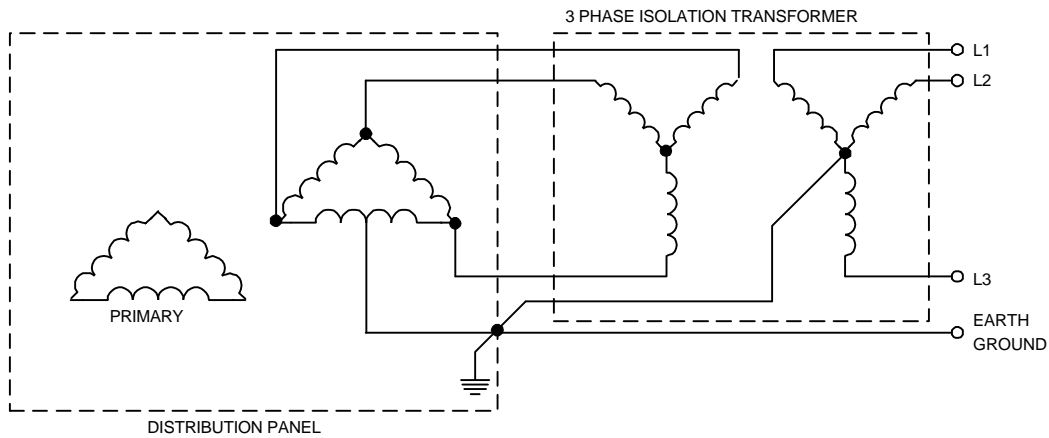 3 PHASE ISOLATION TRANSFORMER
L1
L2
PRIMARY
L3
EARTH
GROUND
DISTRIBUTION PANEL